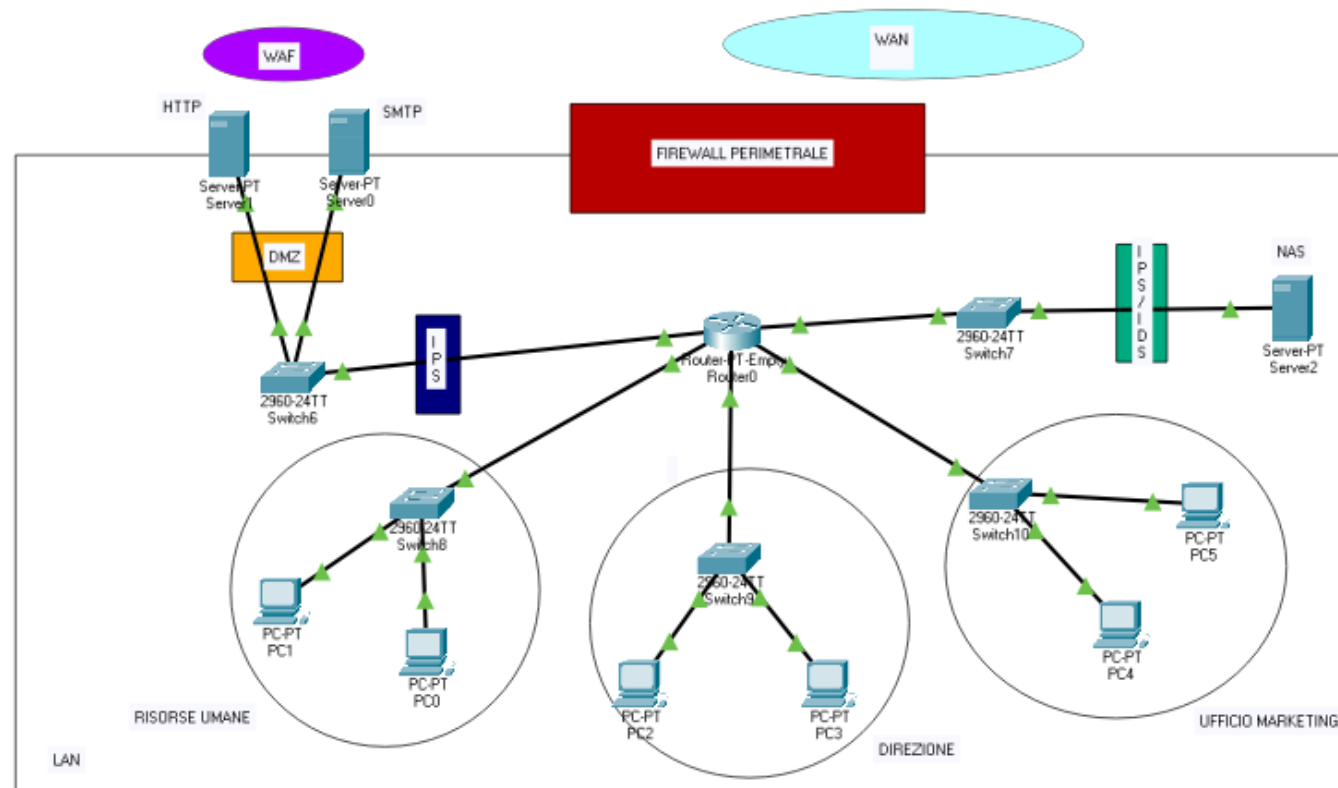 WAF
WAN
HTTP
SMTP
FIREWALL PERIMETRALE
Server-PT
Server1
Server-PT
Server0
DMZ
IPS/IDS
NAS
IPS
2960-24TT
Switch6
Router-PT-Empty
Router0
2960-24TT
Switch7
Server-PT
Server2
2960-24TT
Switch8
2960-24TT
Switch9
2960-24TT
Switch10
PC-PT
PC5
PC-PT
PC1
PC-PT
PC0
PC-PT
PC2
PC-PT
PC3
PC-PT
PC4
RISORSE UMANE
UFFICIO MARKETING
DIREZIONE
LAN